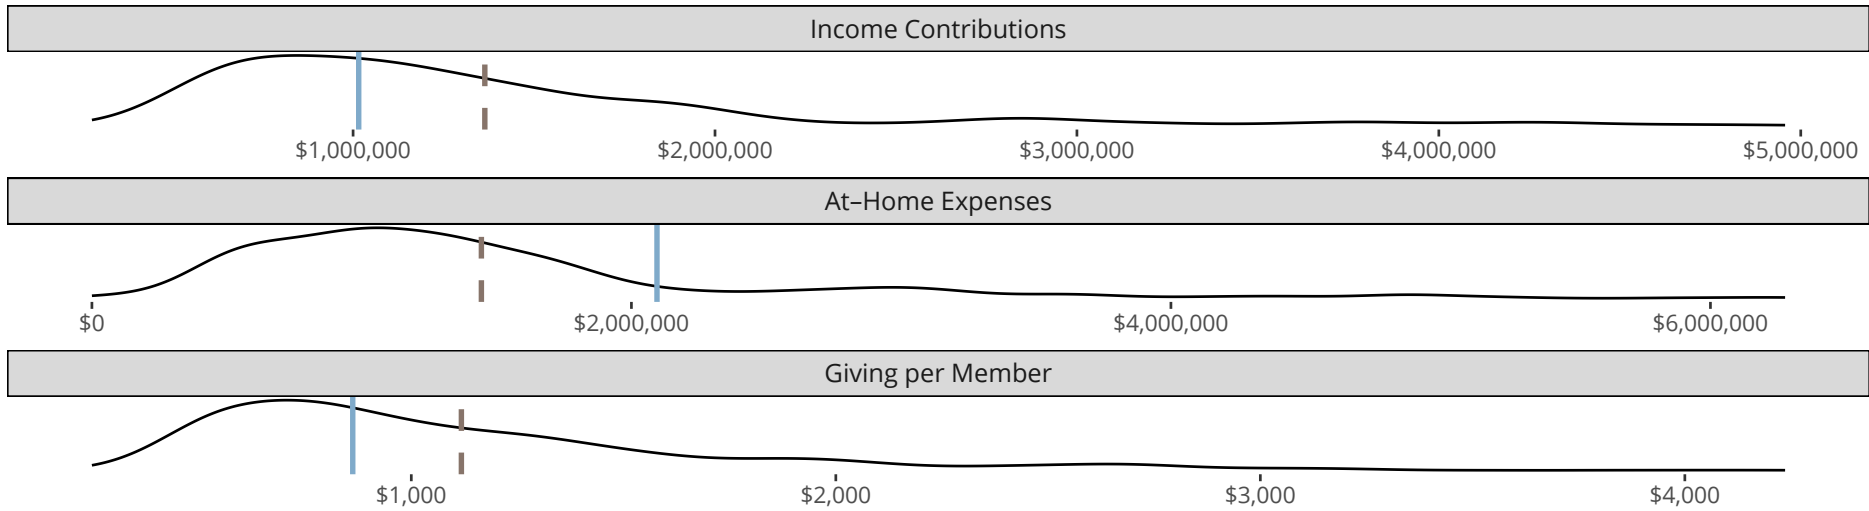 Income Contributions
$1,000,000 $2,000,000 $3,000,000 $4,000,000 $5,000,000
At–Home Expenses
$0 $2,000,000 $4,000,000 $6,000,000
Giving per Member
$1,000 $2,000 $3,000 $4,000